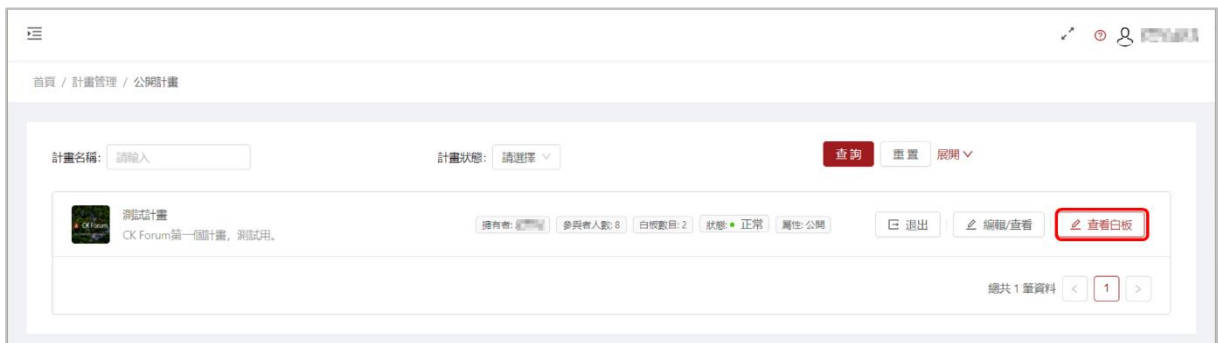 首頁 / 計畫管理 / 公開計畫
計畫名稱: 請輸入 計畫狀態: 請選擇 查詢 重置 展開
CK Forum 測試計畫 擁有者: 參與者人數: 8 白板數目: 2 狀態: 正常 屬性: 公開 退出 編輯/查看 查看白板
CK Forum第一個計畫，測試用。
總共 1 筆資料 < 1 >